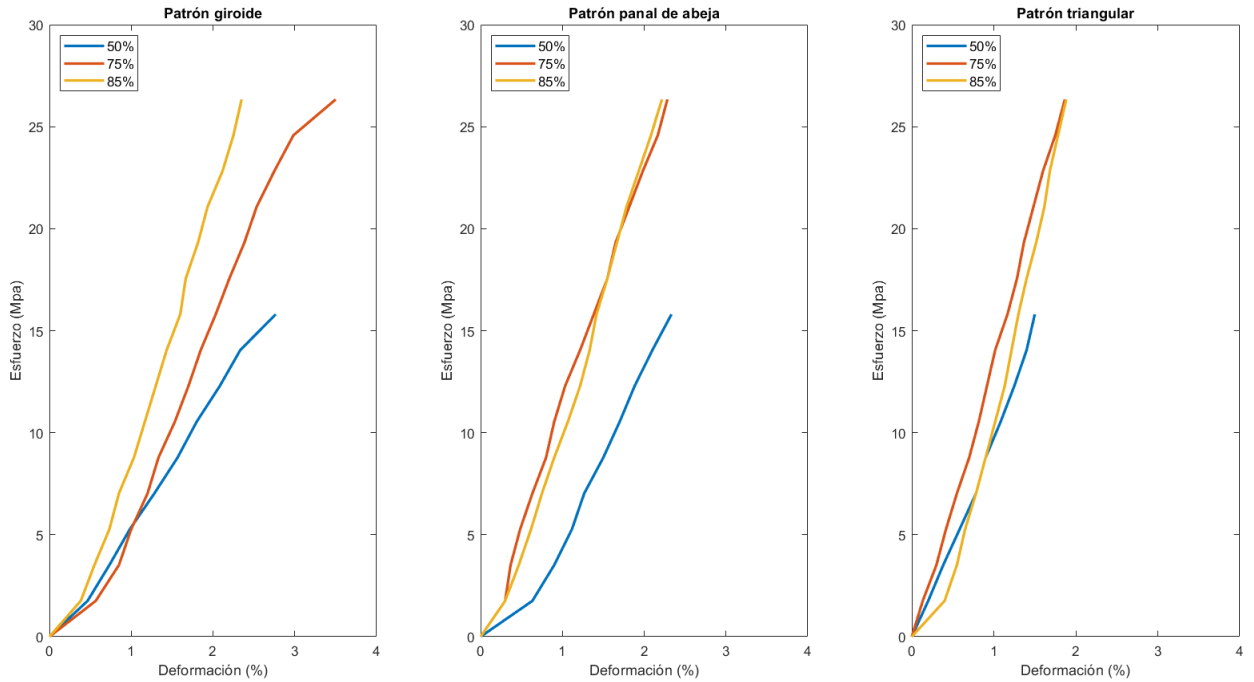 Patrón giroide
30
25
20
15
10
5
0
Esfuerzo (Mpa)
50%
75%
85%
0 1 2 3 4
Deformación (%)
Patrón panal de abeja
30
25
20
15
10
5
0
Esfuerzo (Mpa)
50%
75%
85%
0 1 2 3 4
Deformación (%)
Patrón triangular
30
25
20
15
10
5
0
Esfuerzo (Mpa)
50%
75%
85%
0 1 2 3 4
Deformación (%)